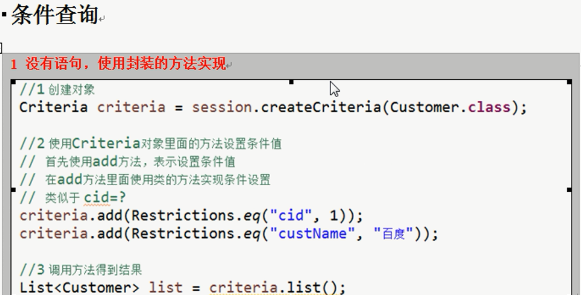 条件查询
1 没有语句，使用封装的方法实现
//1 创建对象
Criteria criteria = session.createCriteria(Customer.class);
//2 使用Criteria对象里面的方法设置条件值
// 首先使用add方法，表示设置条件值
// 在add方法里面使用类的方法实现条件设置
// 类似于 cid=?
criteria.add(Restrictions.eq("cid", 1));
criteria.add(Restrictions.eq("custName", "百度"));
//3 调用方法得到结果
List<Customer> list = criteria.list();